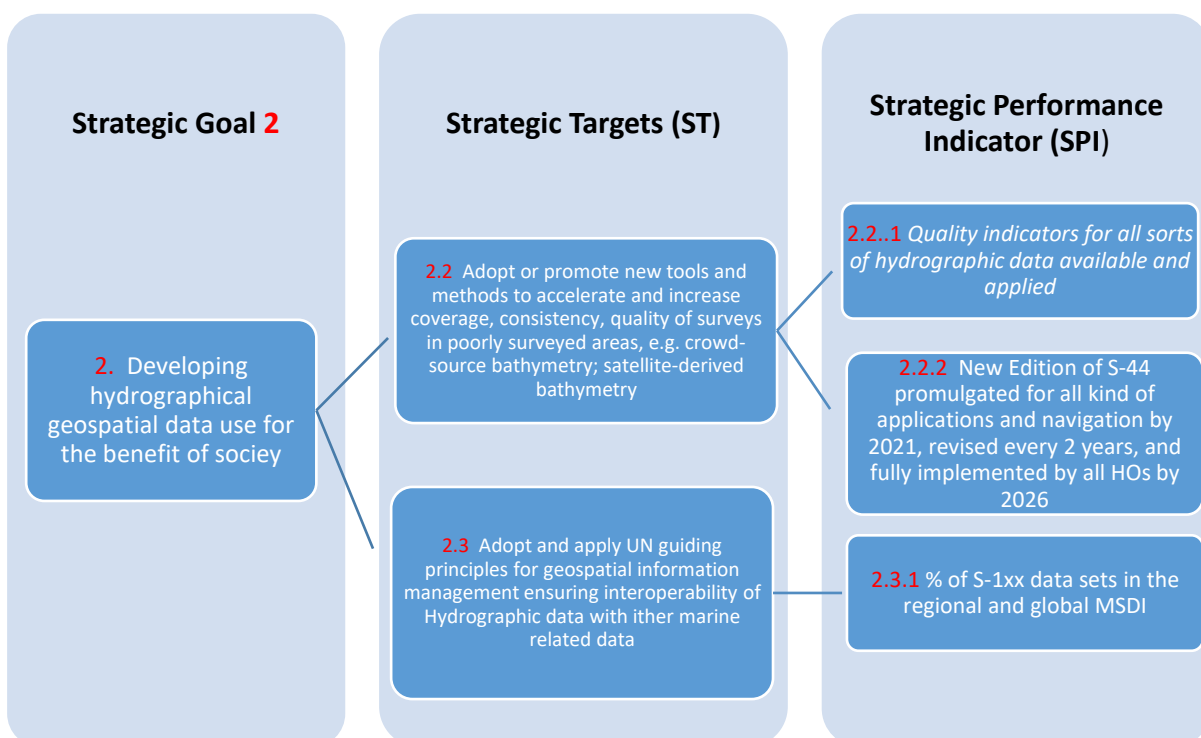 Strategic Goal 2
2. Developing
hydrographical
geospatial data use for
the benefit of sociey
Strategic Targets (ST)
2.2 Adopt or promote new tools and
methods to accelerate and increase
coverage, consistency, quality of surveys
in poorly surveyed areas, e.g. crowd-
source bathymetry; satellite-derived
bathymetry
2.3 Adopt and apply UN guiding
principles for geospatial information
management ensuring interoperability of
Hydrographic data with ither marine
related data
Strategic Performance
Indicator (SPI)
2.2..1 Quality indicators for all sorts
of hydrographic data available and
applied
2.2.2 New Edition of S-44
promulgated for all kind of
applications and navigation by
2021, revised every 2 years, and
fully implemented by all HOs by
2026
2.3.1 % of S-1xx data sets in the
regional and global MSDI